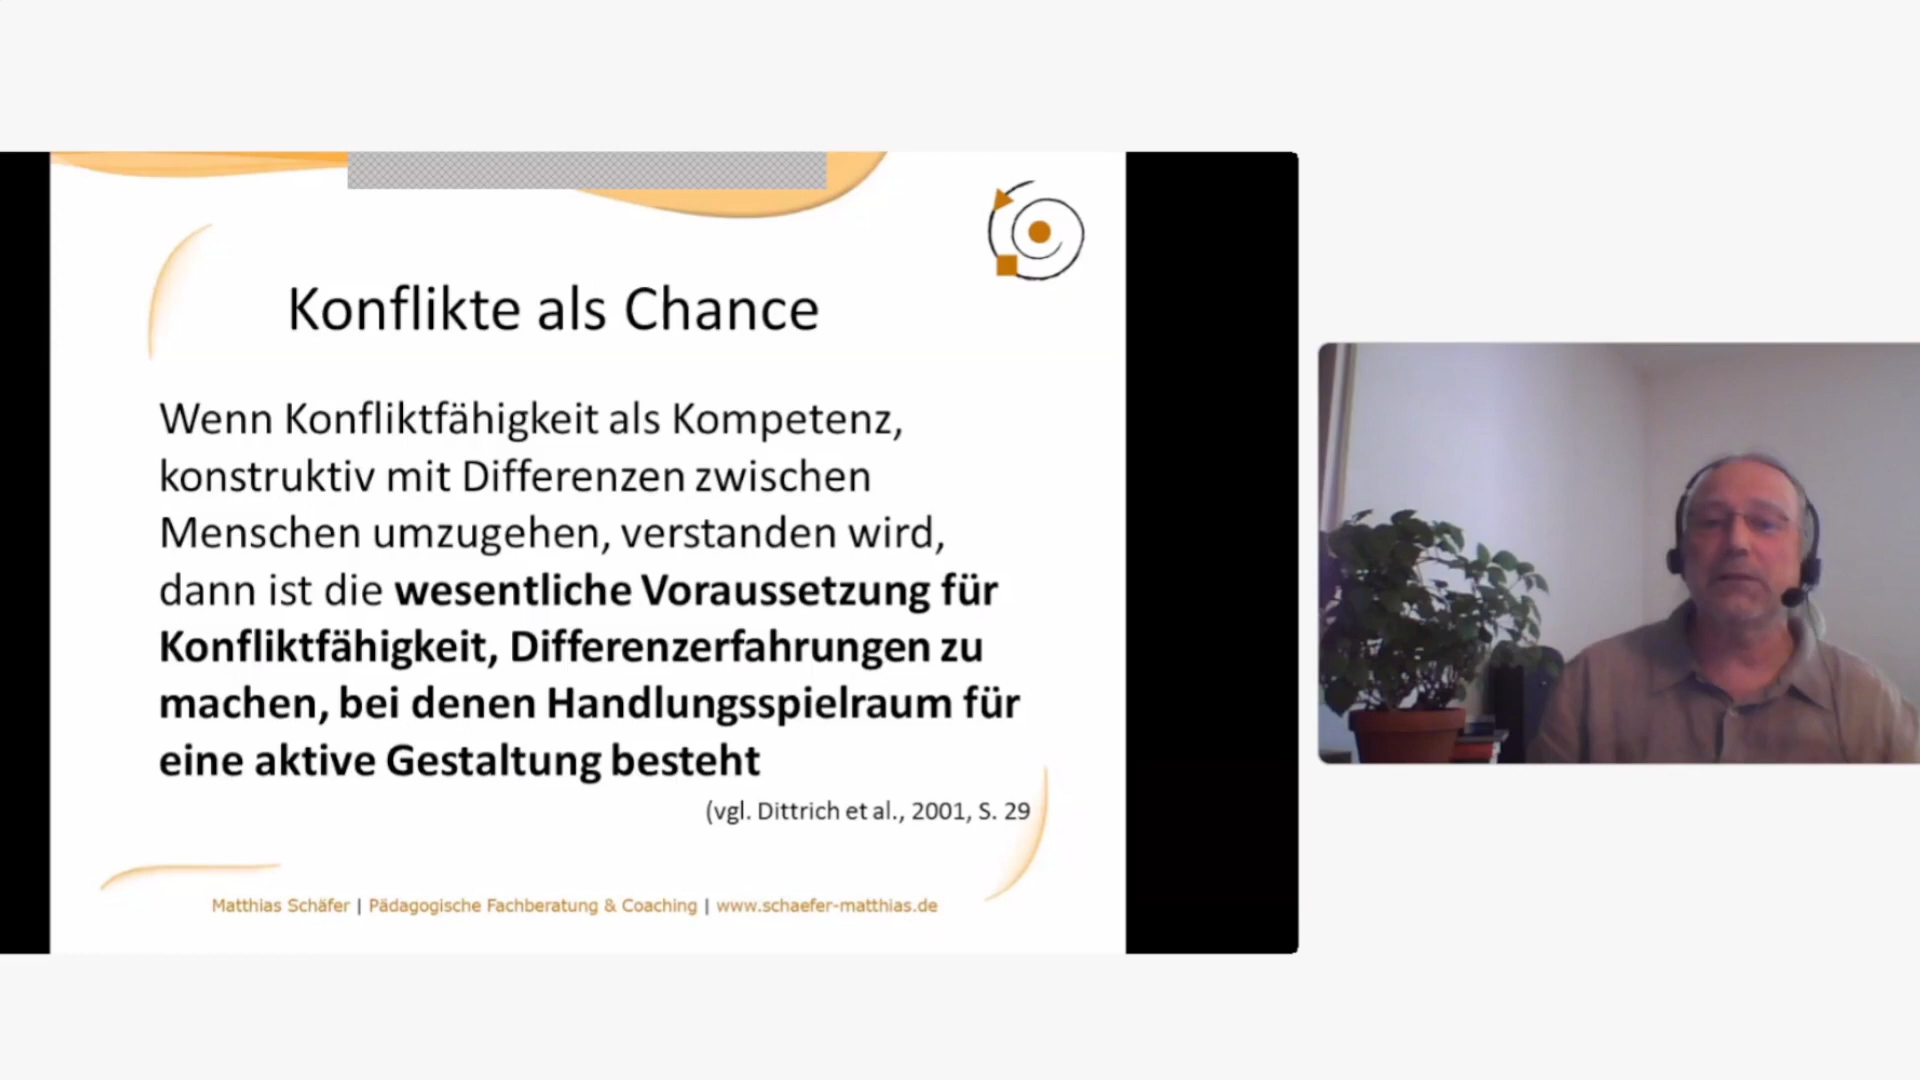 Konflikte als Chance
Wenn Konfliktfähigkeit als Kompetenz,
konstruktiv mit Differenzen zwischen
Menschen umzugehen, verstanden wird,
dann ist die wesentliche Voraussetzung für
Konfliktfähigkeit, Differenzerfahrungen zu
machen, bei denen Handlungsspielraum für
eine aktive Gestaltung besteht
(vgl. Dittrich et al., 2001, S. 29
Matthias Schäfer | Pädagogische Fachberatung & Coaching | www.schaefer-matthias.de